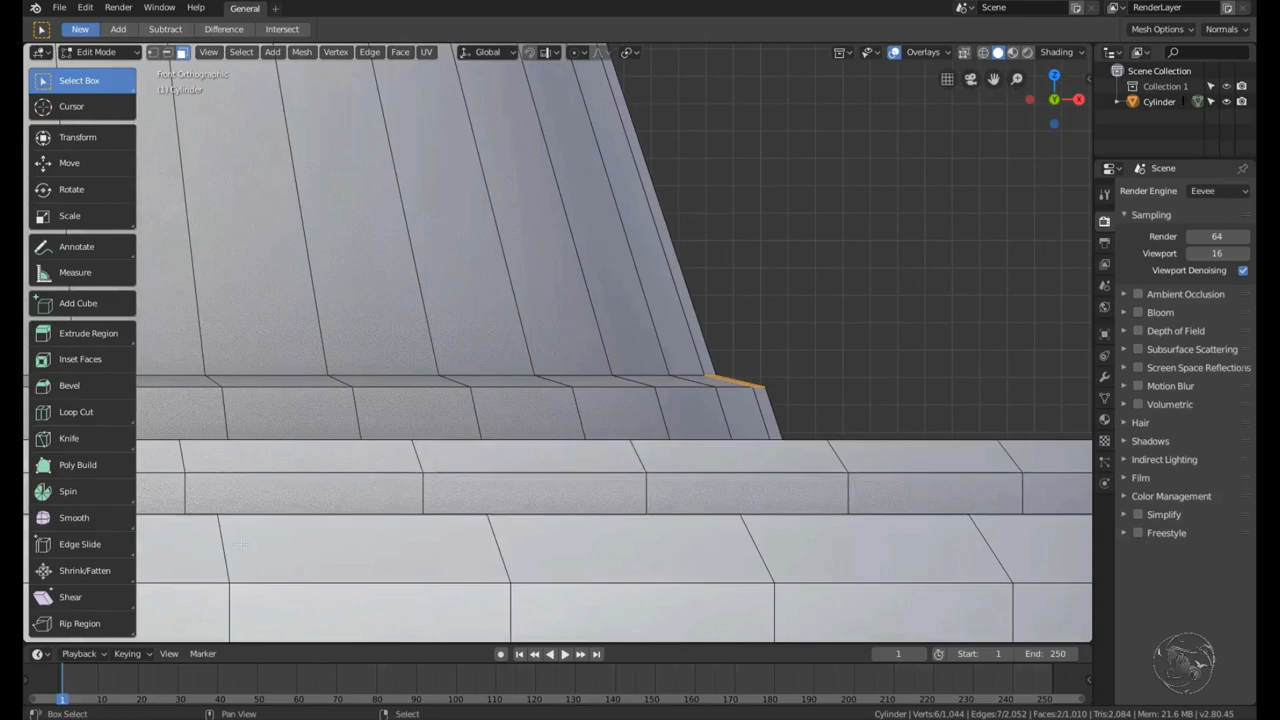 File Edit Render Window Help General + Scene RenderLayer
New Add Subtract Difference Intersect Mesh Options Normals
Edit Mode View Select Add Mesh Vertex Edge Face UV Global Overlays Shading
Front Orthographic
(1) Cylinder
Select Box
Cursor
Transform
Move
Rotate
Scale
Annotate
Measure
Add Cube
Extrude Region
Inset Faces
Bevel
Loop Cut
Knife
Poly Build
Spin
Smooth
Edge Slide
Shrink/Fatten
Shear
Rip Region
Z
Y
X
Scene Collection
Collection 1
Cylinder
Scene
Render Engine Eevee
Sampling
Render 64
Viewport 16
Viewport Denoising
Ambient Occlusion
Bloom
Depth of Field
Subsurface Scattering
Screen Space Reflections
Motion Blur
Volumetric
Hair
Shadows
Indirect Lighting
Film
Color Management
Simplify
Freestyle
Playback Keying View Marker 1 Start: 1 End: 250
1 10 20 30 40 50 60 70 80 90 100 110 120 130 140 150 160 170 180 190 200 210 220 230 240 250
Box Select Pan View Select Cylinder | Verts:6/1,044 | Edges:7/2,052 | Faces:2/1,010 | Tris:2,084 | Mem: 21.6 MB | v2.80.45